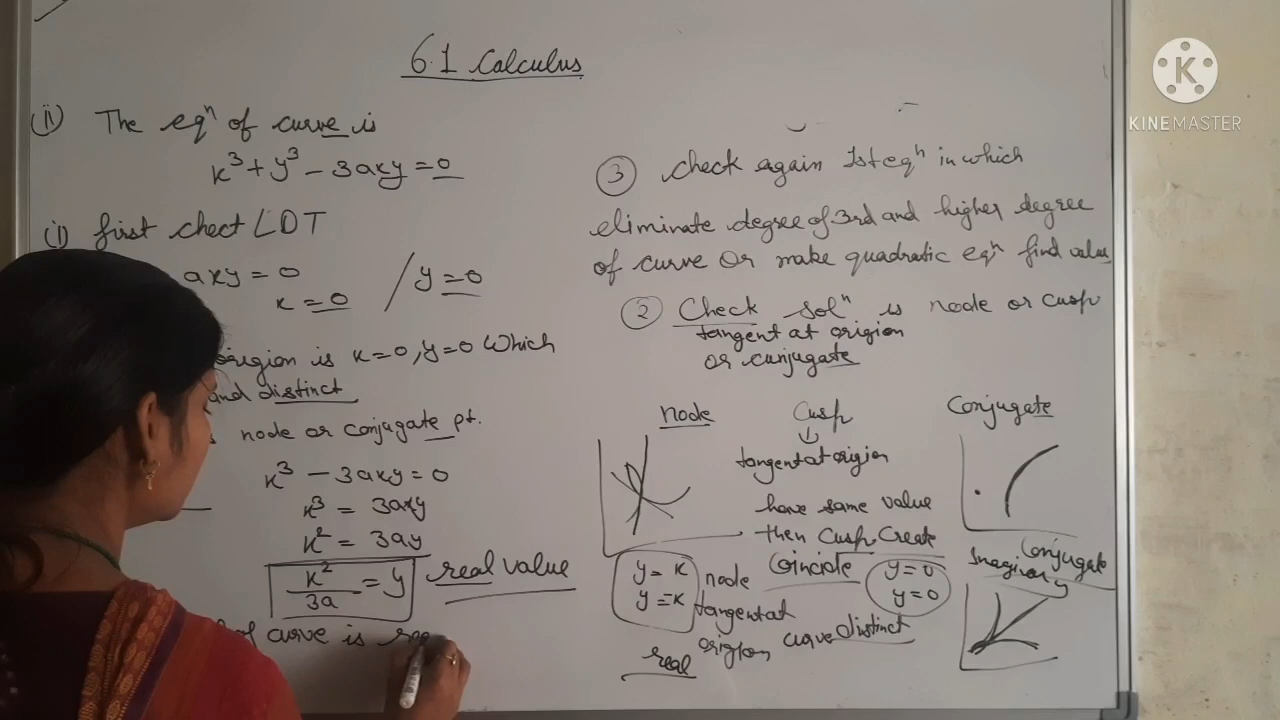 6.1 Calculus
(ii) The eqⁿ of curve is
x³ + y³ - 3axy = 0
(i) first chect LDT
axy = 0
x = 0 / y = 0
origion is x=0, y=0 which
and distinct
node or conjugate pt.
x³ - 3axy = 0
x³ = 3axy
x² = 3ay
x²/3a = y real value
of curve is
③ check again 1st eqⁿ in which
eliminate degree of 3rd and higher degree
of curve or make quadratic eqⁿ find value
② Check solⁿ is node or cusp
tangent at origion
or conjugate
node Cusp Conjugate
tangent at origion
have same value
then Cusp Create
Coincide
y = x
y = -x
node
tangent at
origion
real
curve distinct
y = 0
y = 0
Conjugate
Imaginary
K
KINEMASTER